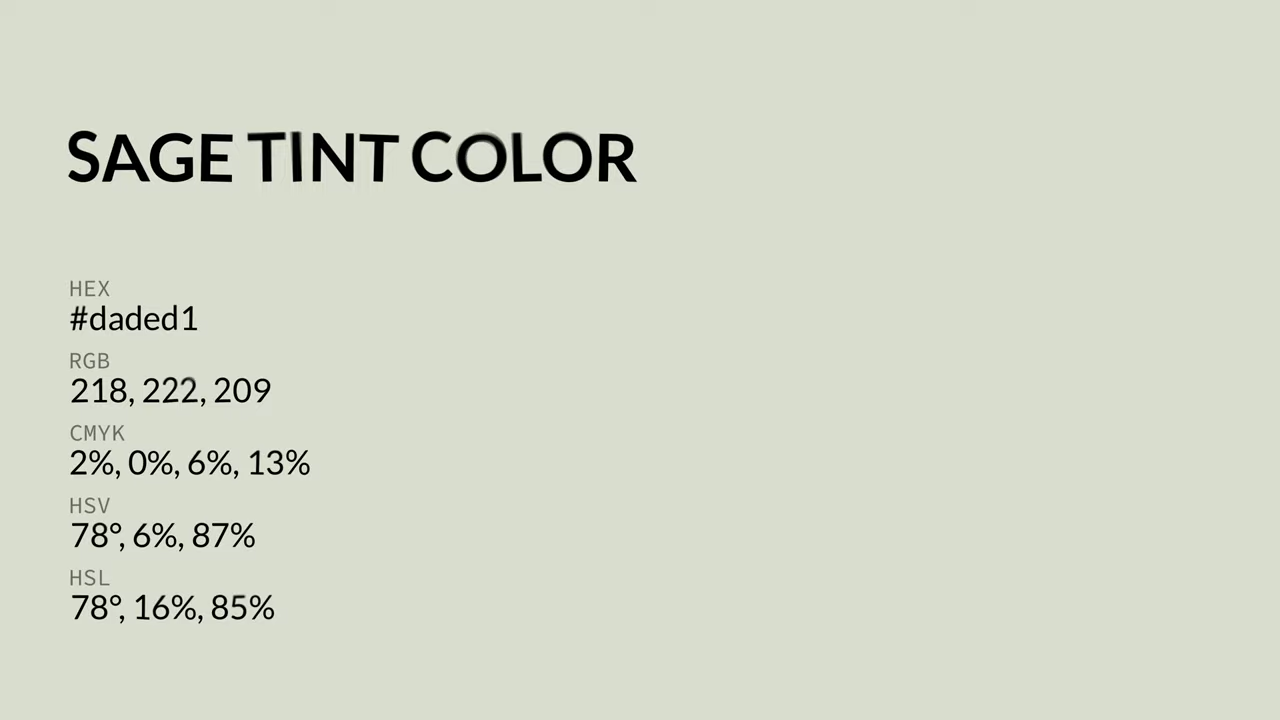 SAGE TINT COLOR
HEX
#daded1
RGB
218, 222, 209
CMYK
2%, 0%, 6%, 13%
HSV
78°, 6%, 87%
HSL
78°, 16%, 85%